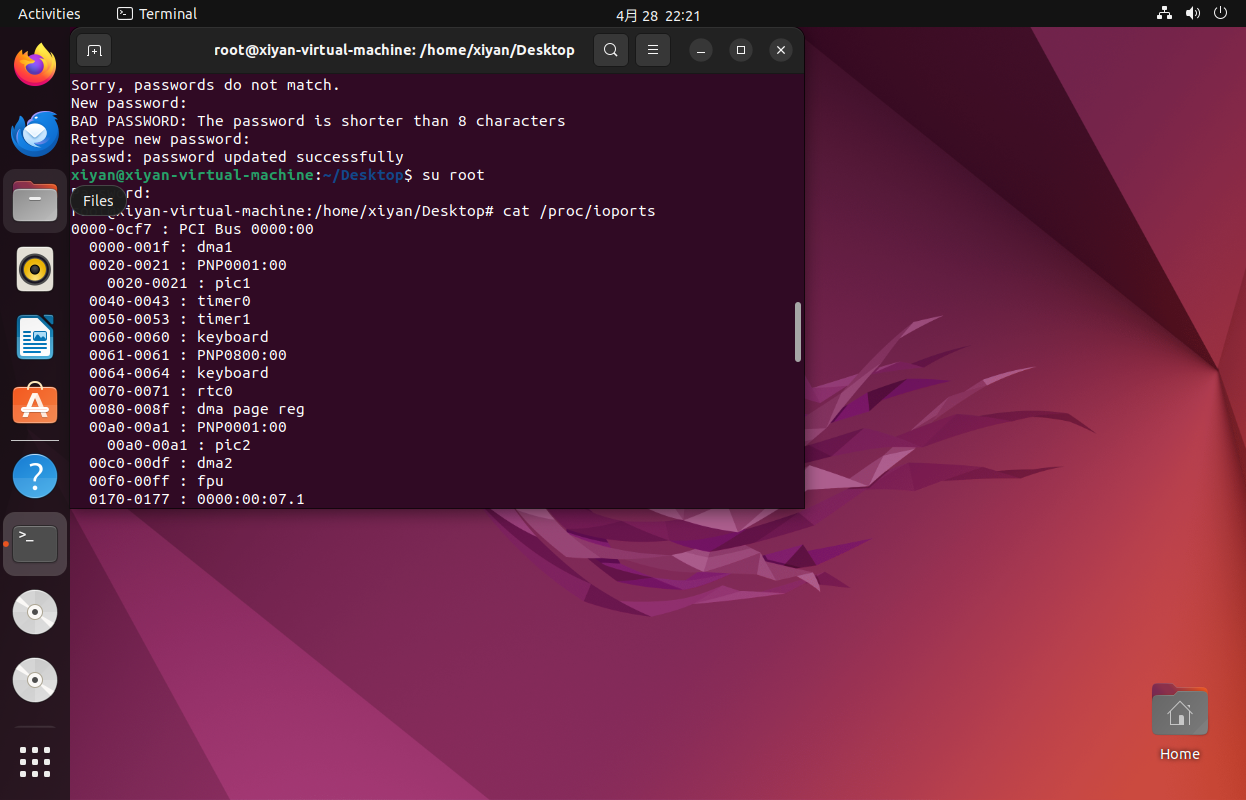 Activities
Terminal
4月 28 22:21
root@xiyan-virtual-machine: /home/xiyan/Desktop
Sorry, passwords do not match.
New password:
BAD PASSWORD: The password is shorter than 8 characters
Retype new password:
passwd: password updated successfully
xiyan@xiyan-virtual-machine:~/Desktop$ su root
rd:
Files
@xiyan-virtual-machine:/home/xiyan/Desktop# cat /proc/ioports
0000-0cf7 : PCI Bus 0000:00
0000-001f : dma1
0020-0021 : PNP0001:00
0020-0021 : pic1
0040-0043 : timer0
0050-0053 : timer1
0060-0060 : keyboard
0061-0061 : PNP0800:00
0064-0064 : keyboard
0070-0071 : rtc0
0080-008f : dma page reg
00a0-00a1 : PNP0001:00
00a0-00a1 : pic2
00c0-00df : dma2
00f0-00ff : fpu
0170-0177 : 0000:00:07.1
>_
Home